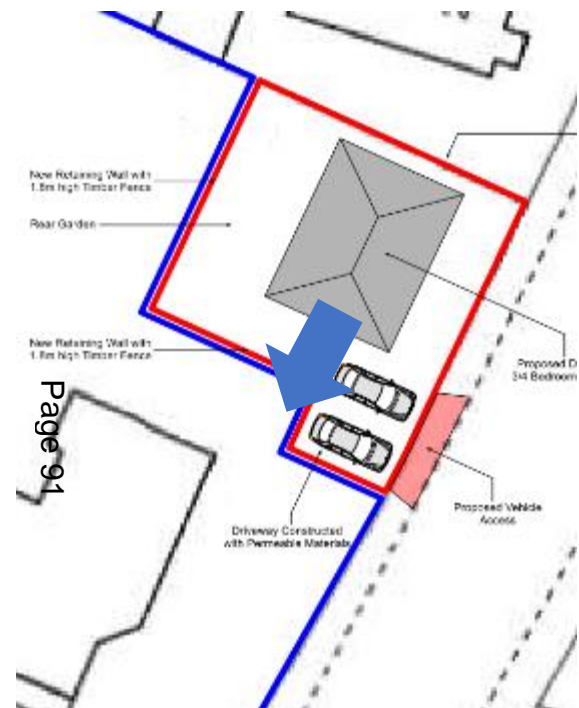 New Retaining Wall with
1.8m high Timber Fence
Rear Garden
New Retaining Wall with
1.8m high Timber Fence
Proposed D
3/4 Bedroom
Page 91
Proposed Vehicle
Access
Driveway Constructed
with Permeable Materials